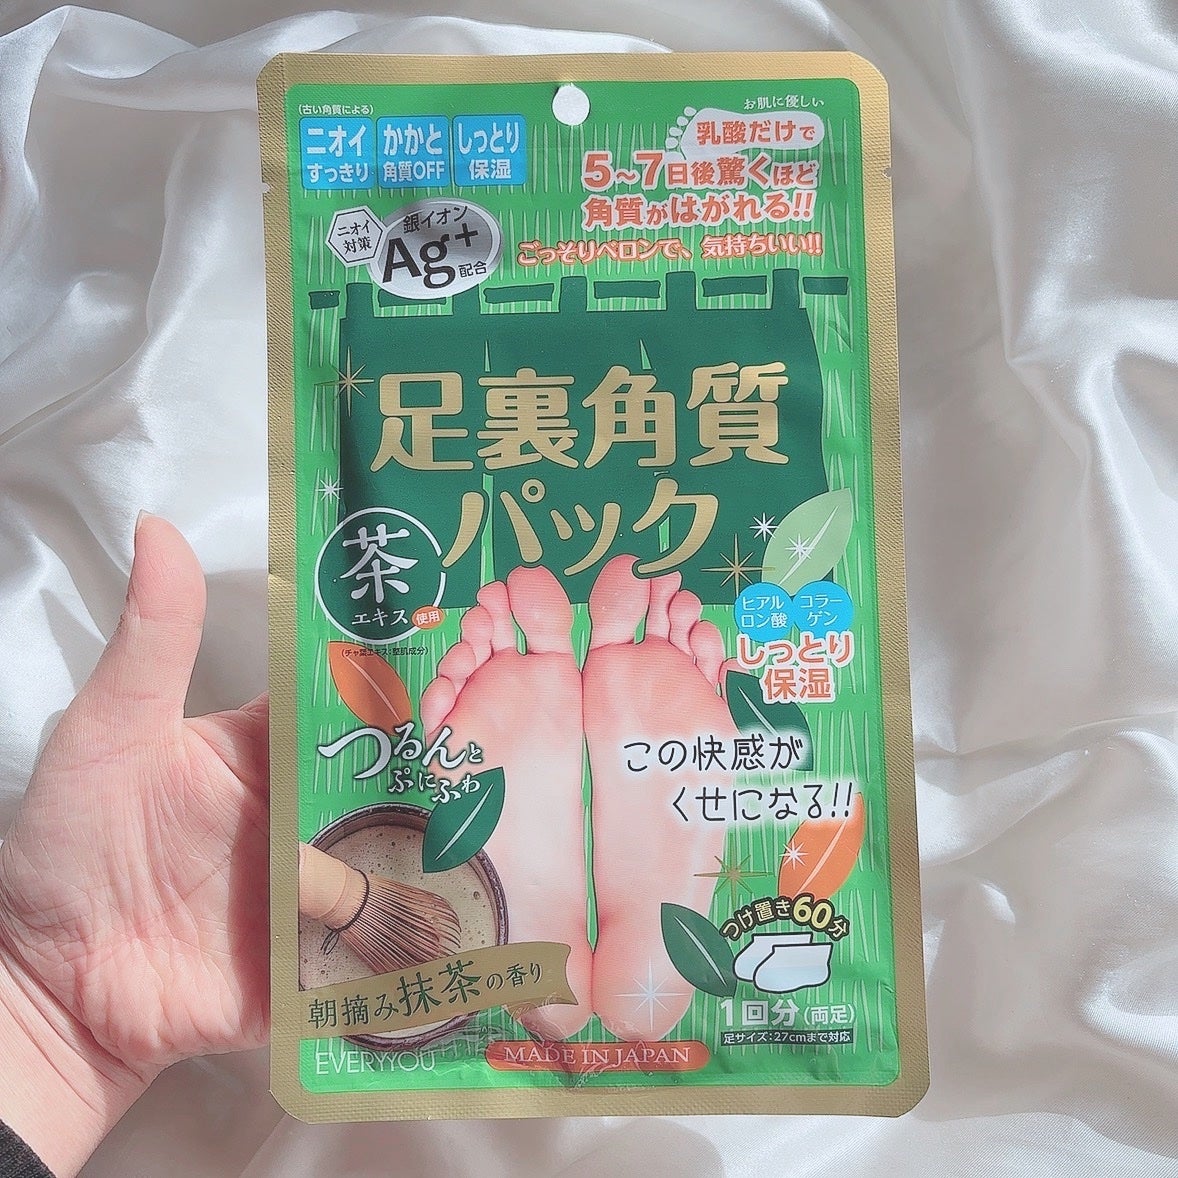 (古い角質による)
ニオイ
すっきり
かかと
角質OFF
しっとり
保湿
お肌に優しい
乳酸だけで
5～7日後驚くほど
角質がはがれる!!
ごっそりペロンで、気持ちいい!!
ニオイ
対策
銀イオン
Ag+
配合
足裏角質
パック
茶
エキス
使用
(チャ葉エキス:整肌成分)
ヒアル
ロン酸
コラー
ゲン
しっとり
保湿
つるんと
ぷにふわ
この快感が
くせになる!!
つけ置き60分
朝摘み抹茶の香り
1回分(両足)
足サイズ:27cmまで対応
EVERYYOU
MADE IN JAPAN